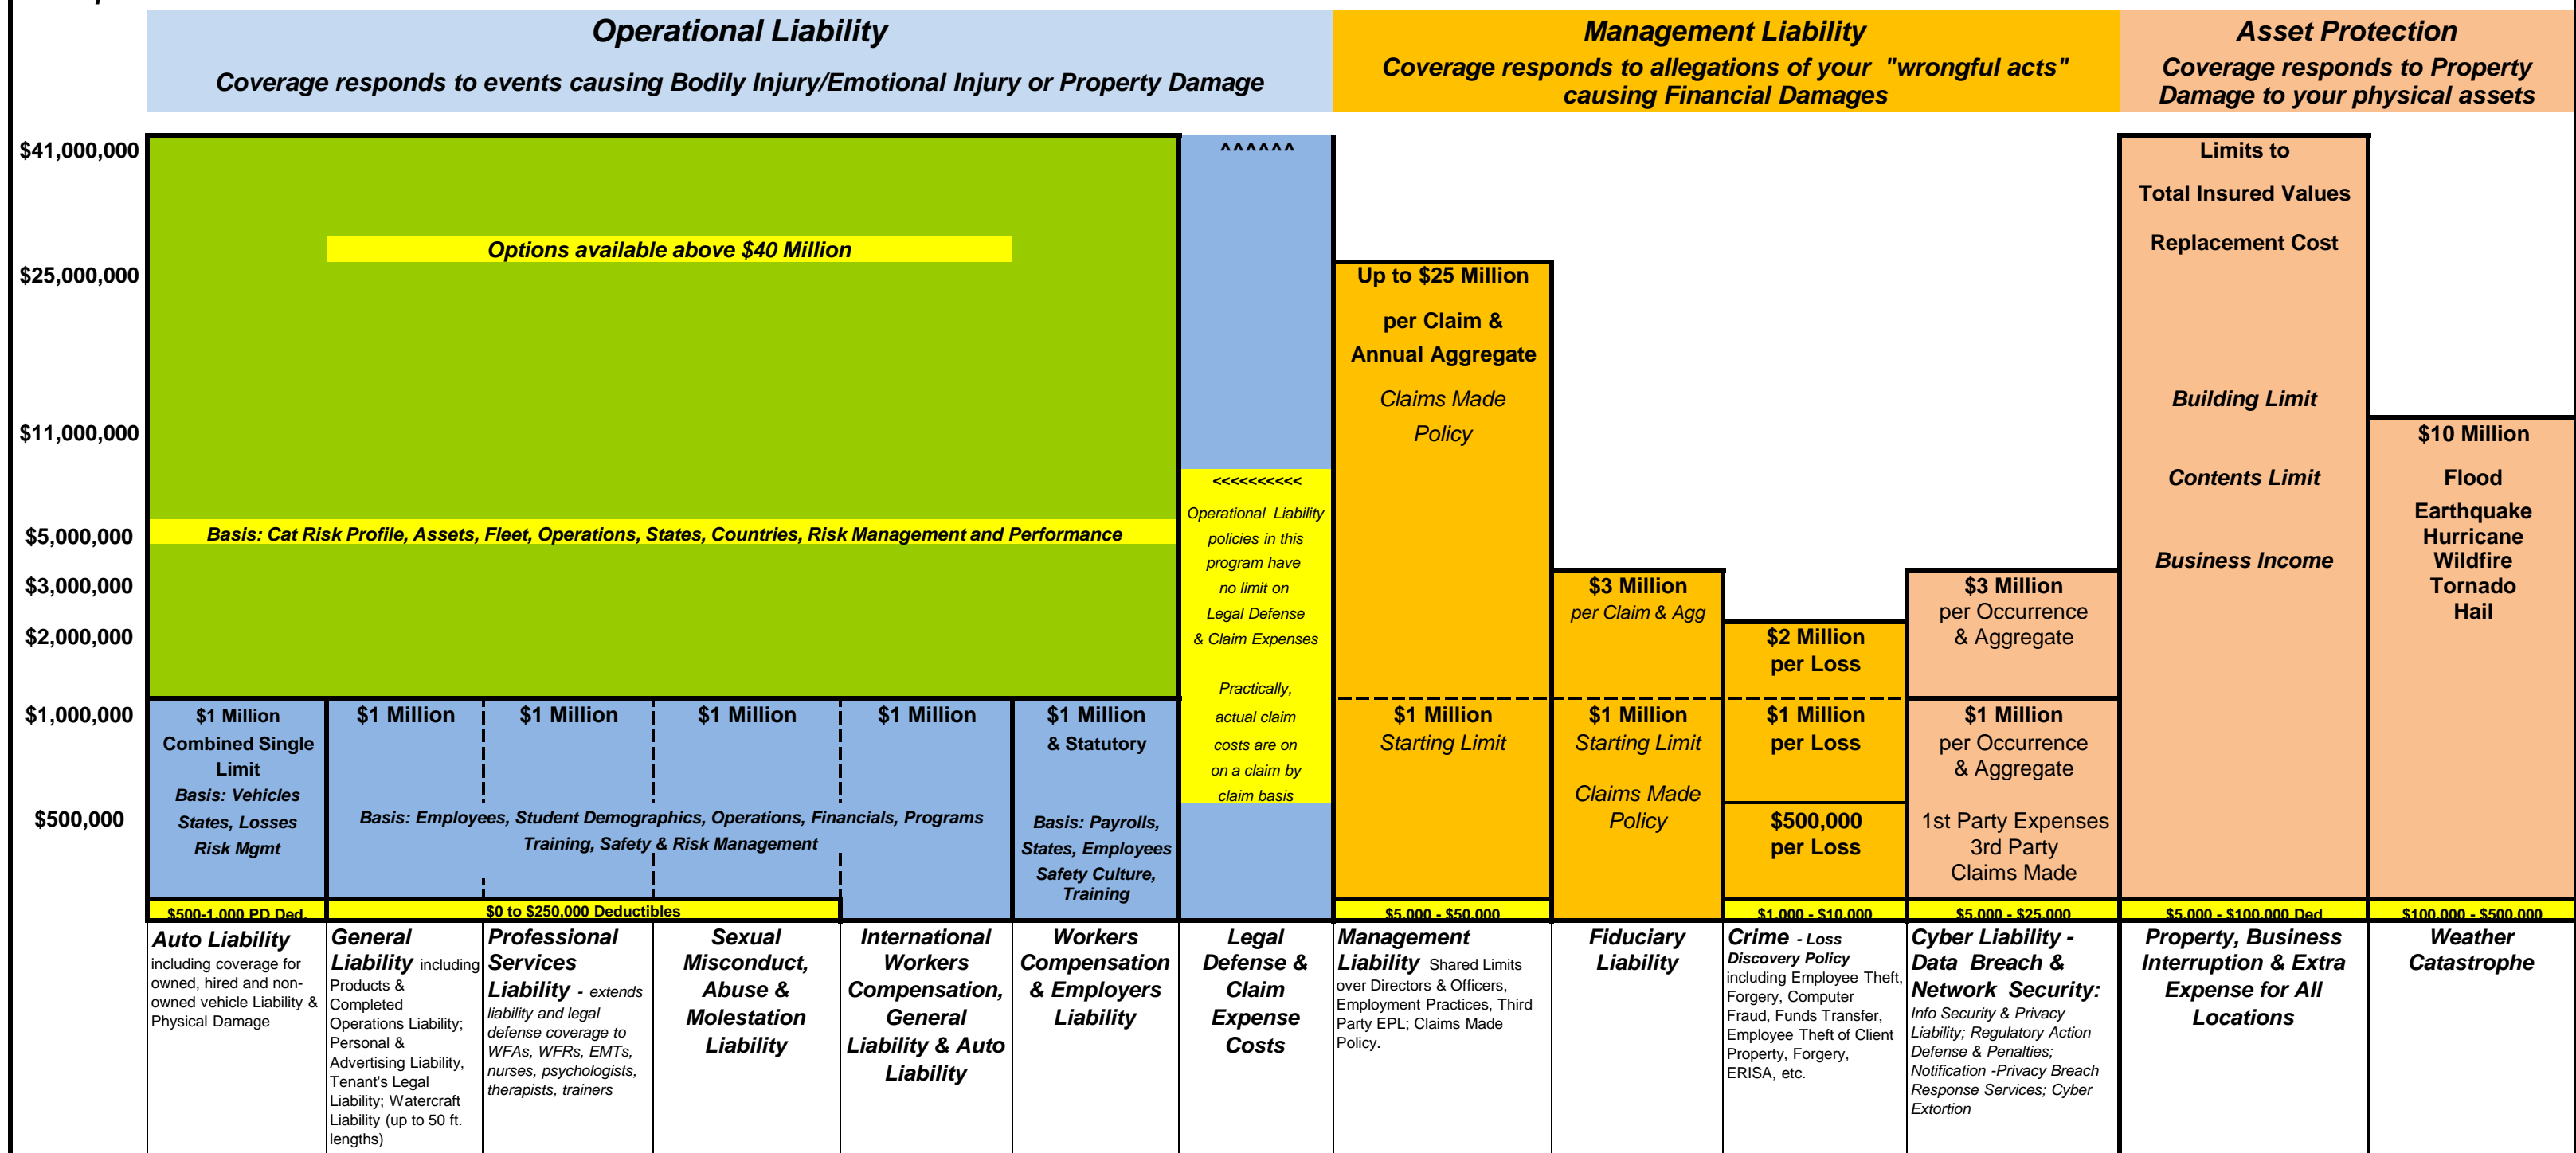 Operational Liability
Coverage responds to events causing Bodily Injury/Emotional Injury or Property Damage
Management Liability
Coverage responds to allegations of your "wrongful acts"
causing Financial Damages
Asset Protection
Coverage responds to Property
Damage to your physical assets
$41,000,000
$25,000,000
$11,000,000
$5,000,000
$3,000,000
$2,000,000
$1,000,000
$500,000
Options available above $40 Million
Basis: Cat Risk Profile, Assets, Fleet, Operations, States, Countries, Risk Management and Performance
$1 Million
Combined Single
Limit
Basis: Vehicles
States, Losses
Risk Mgmt
$1 Million
$1 Million
$1 Million
$1 Million
Basis: Employees, Student Demographics, Operations, Financials, Programs
Training, Safety & Risk Management
$1 Million
& Statutory
Basis: Payrolls,
States, Employees
Safety Culture,
Training
^^^^^^
<<<<<<<<<<
Operational Liability
policies in this
program have
no limit on
Legal Defense
& Claim Expenses
Practically,
actual claim
costs are on
on a claim by
claim basis
Up to $25 Million
per Claim &
Annual Aggregate
Claims Made
Policy
$1 Million
Starting Limit
$3 Million
per Claim & Agg
$1 Million
Starting Limit
Claims Made
Policy
$2 Million
per Loss
$1 Million
per Loss
$500,000
per Loss
$3 Million
per Occurrence
& Aggregate
$1 Million
per Occurrence
& Aggregate
1st Party Expenses
3rd Party
Claims Made
Limits to
Total Insured Values
Replacement Cost
Building Limit
Contents Limit
Business Income
$10 Million
Flood
Earthquake
Hurricane
Wildfire
Tornado
Hail
$500-1,000 PD Ded.
$0 to $250,000 Deductibles
$5,000 - $50,000
$1,000 - $10,000
$5,000 - $25,000
$5,000 - $100,000 Ded
$100,000 - $500,000
Auto Liability
including coverage for
owned, hired and non-
owned vehicle Liability &
Physical Damage
General
Liability including
Products &
Completed
Operations Liability;
Personal &
Advertising Liability,
Tenant's Legal
Liability; Watercraft
Liability (up to 50 ft.
lengths)
Professional
Services
Liability - extends
liability and legal
defense coverage to
WFAs, WFRs, EMTs,
nurses, psychologists,
therapists, trainers
Sexual
Misconduct,
Abuse &
Molestation
Liability
International
Workers
Compensation,
General
Liability & Auto
Liability
Workers
Compensation
& Employers
Liability
Legal
Defense &
Claim
Expense
Costs
Management
Liability Shared Limits
over Directors & Officers,
Employment Practices, Third
Party EPL; Claims Made
Policy.
Fiduciary
Liability
Crime - Loss
Discovery Policy
including Employee Theft,
Forgery, Computer
Fraud, Funds Transfer,
Employee Theft of Client
Property, Forgery,
ERISA, etc.
Cyber Liability -
Data Breach &
Network Security:
Info Security & Privacy
Liability; Regulatory Action
Defense & Penalties;
Notification -Privacy Breach
Response Services; Cyber
Extortion
Property, Business
Interruption & Extra
Expense for All
Locations
Weather
Catastrophe